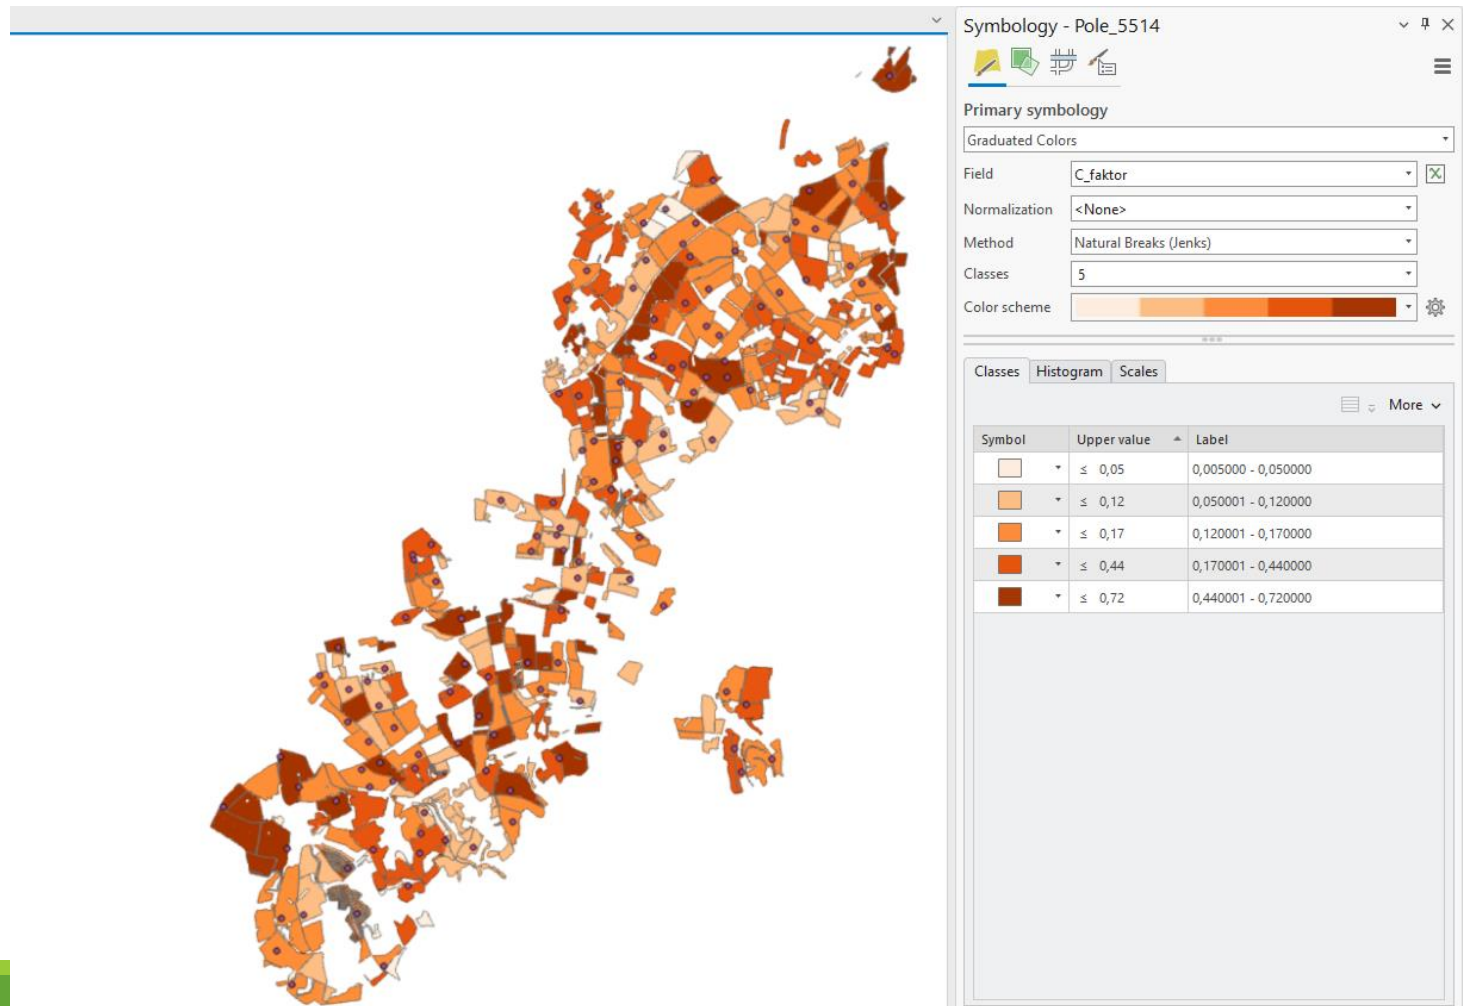 Symbology - Pole_5514
Primary symbology
Graduated Colors
Field C_faktor
Normalization <None>
Method Natural Breaks (Jenks)
Classes 5
Color scheme
Classes Histogram Scales
More
Symbol Upper value Label
≤ 0,05 0,005000 - 0,050000
≤ 0,12 0,050001 - 0,120000
≤ 0,17 0,120001 - 0,170000
≤ 0,44 0,170001 - 0,440000
≤ 0,72 0,440001 - 0,720000